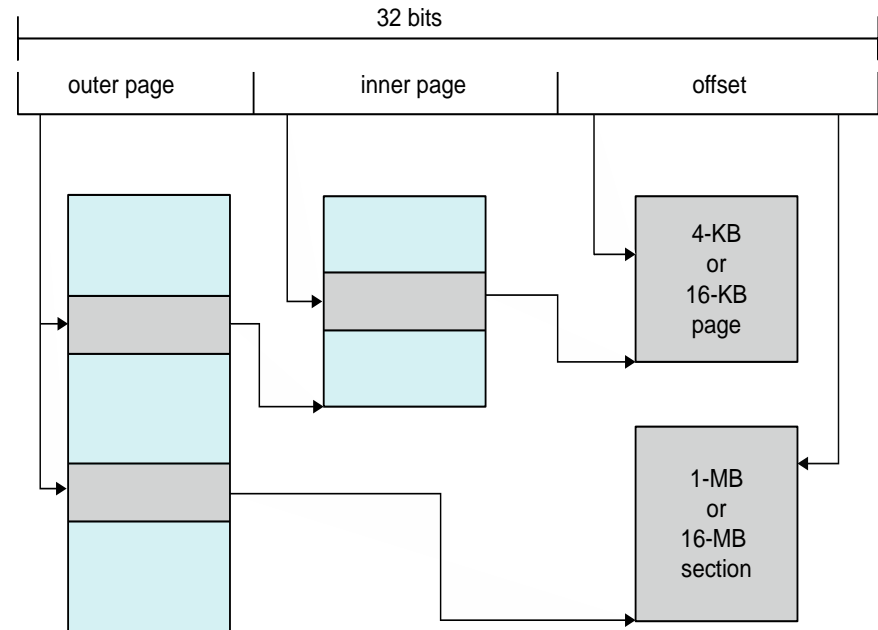 32 bits
outer page
inner page
offset
4-KB
or
16-KB
page
1-MB
or
16-MB
section